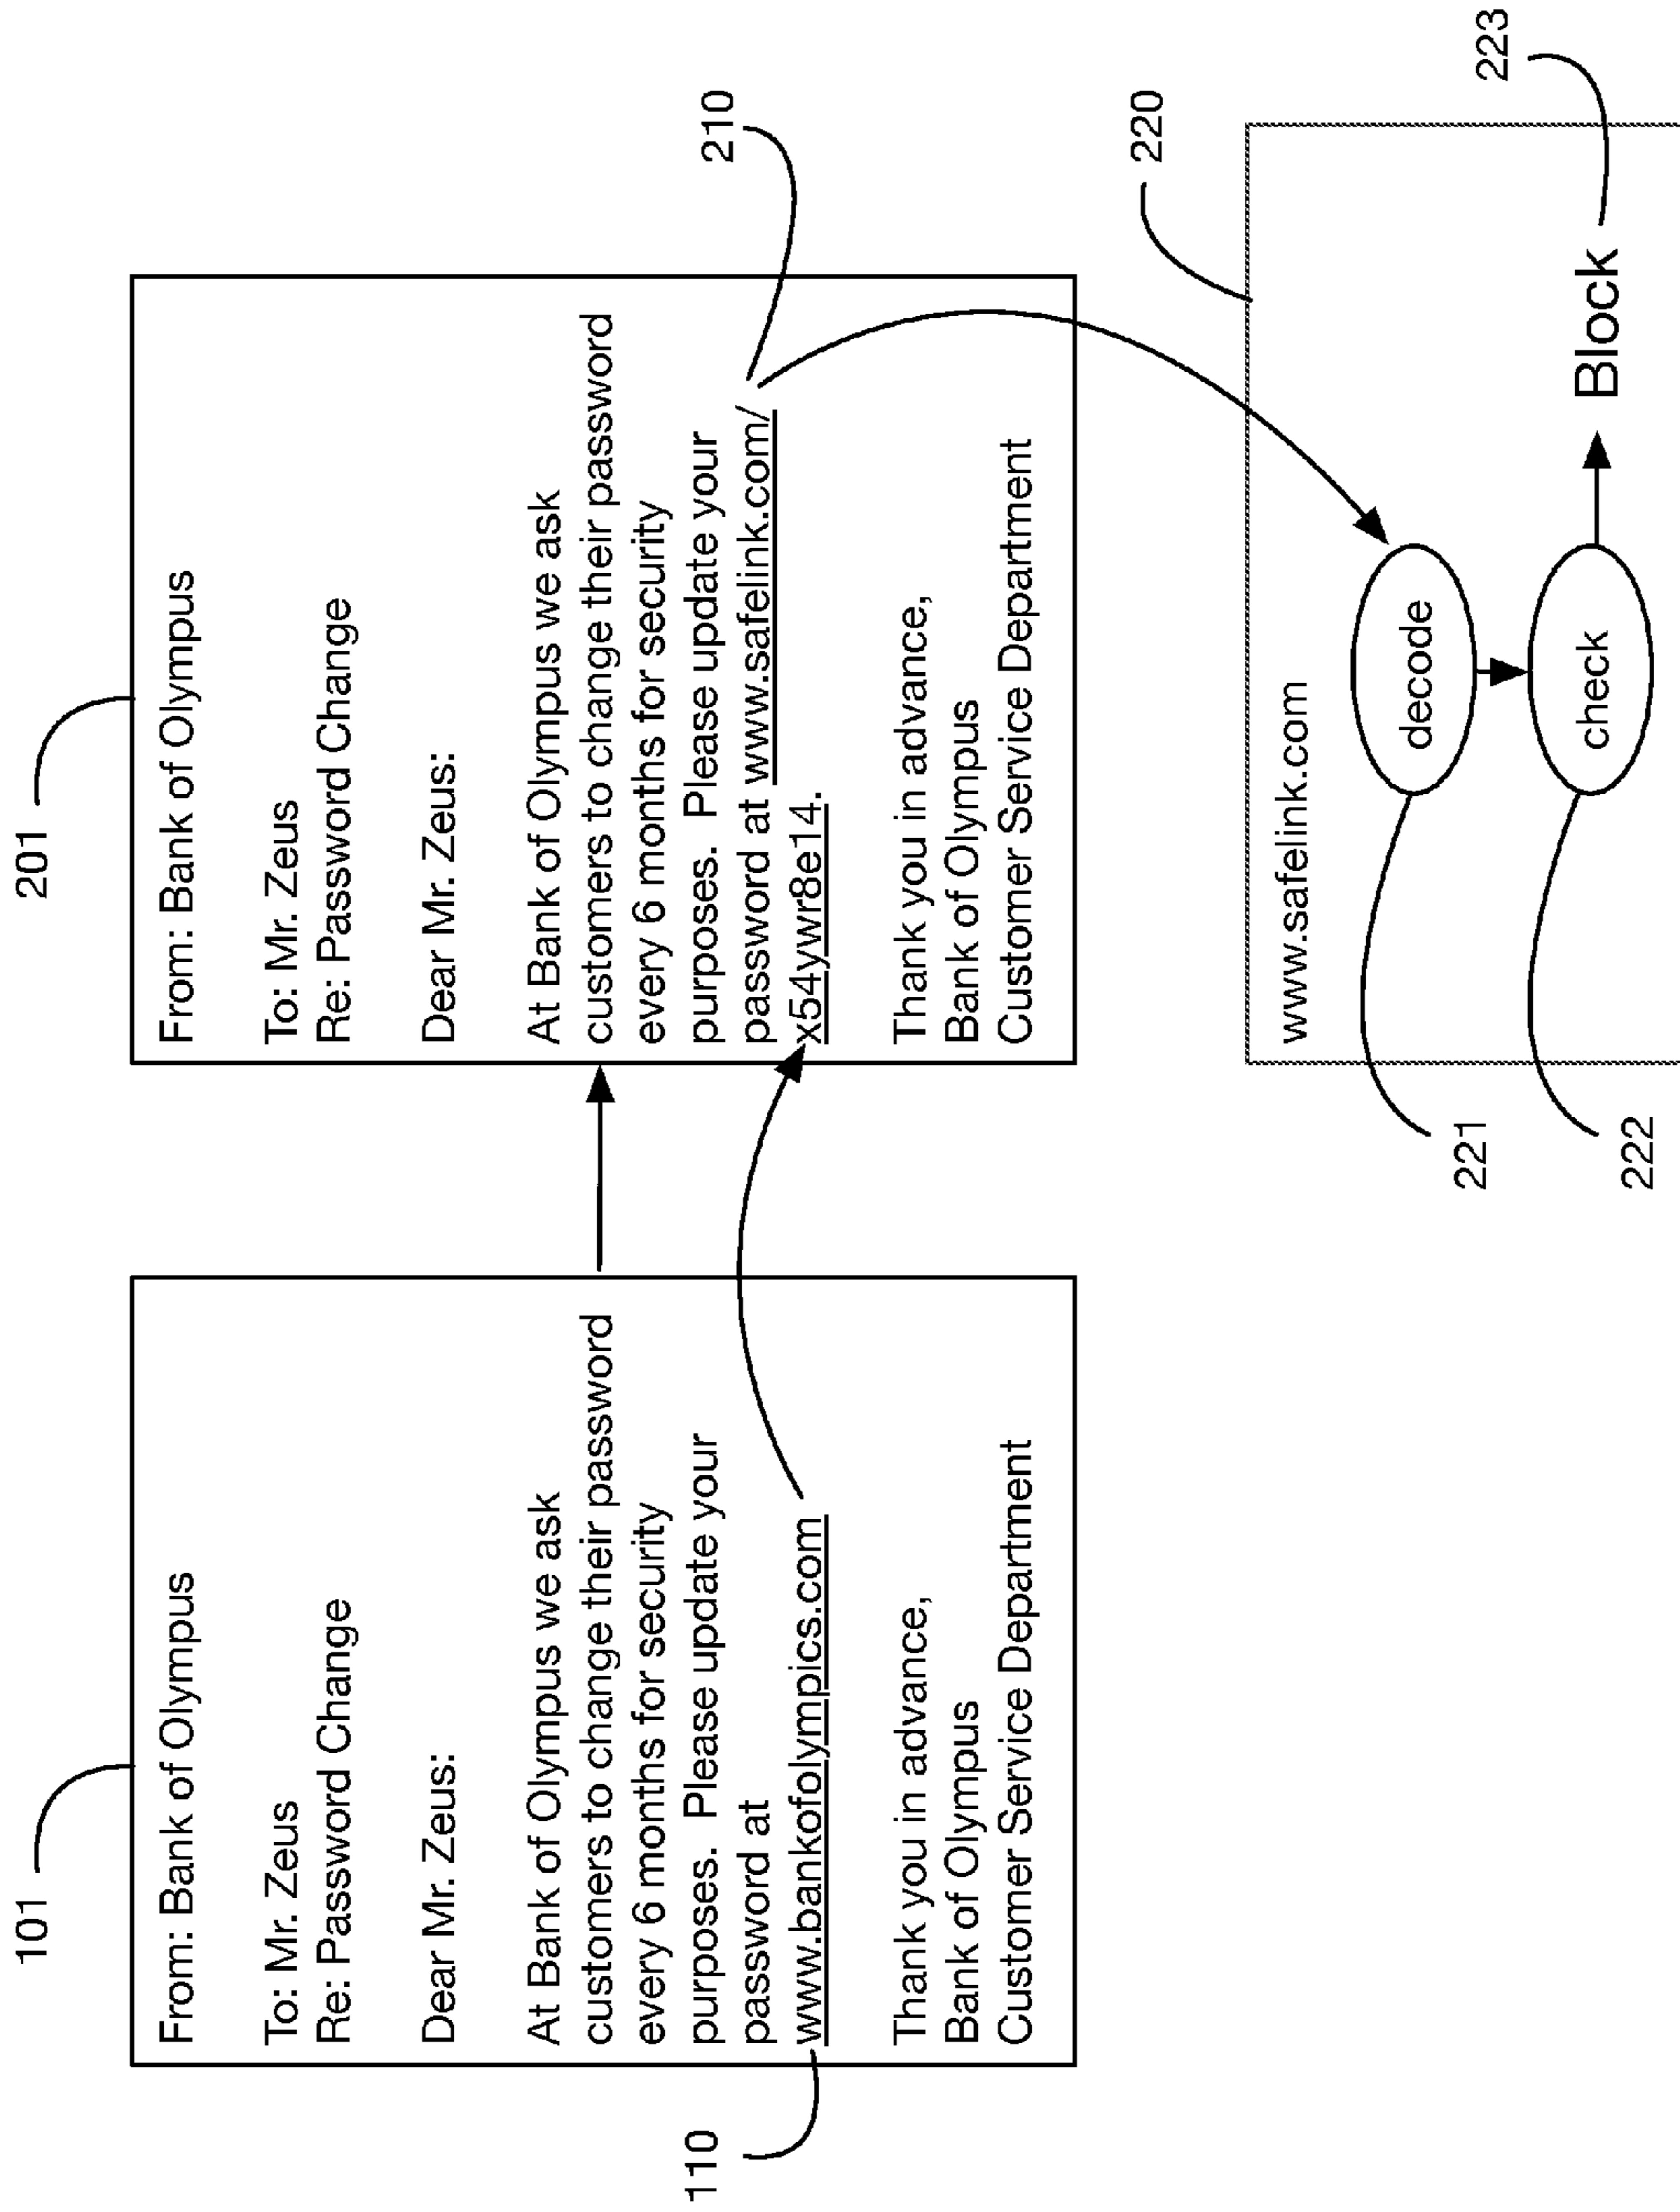 101
From: Bank of Olympus
To: Mr. Zeus
Re: Password Change
Dear Mr. Zeus:
At Bank of Olympus we ask
customers to change their password
every 6 months for security
purposes. Please update your
password at
www.bankofolympics.com
Thank you in advance,
Bank of Olympus
Customer Service Department
110
201
From: Bank of Olympus
To: Mr. Zeus
Re: Password Change
Dear Mr. Zeus:
At Bank of Olympus we ask
customers to change their password
every 6 months for security
purposes. Please update your
password at www.safelink.com/
x54ywr8e14.
Thank you in advance,
Bank of Olympus
Customer Service Department
210
220
www.safelink.com
decode
221
check
222
Block
223